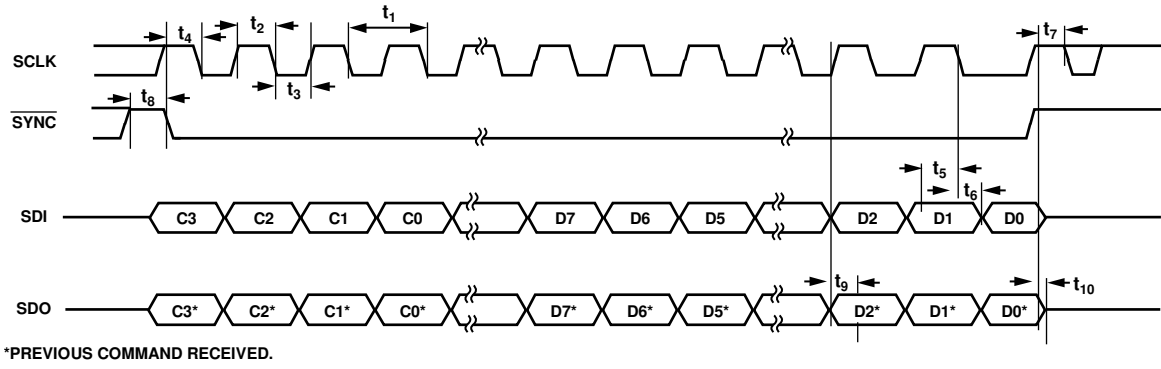 t4 t2 t1 t7
SCLK
t3
t8
SYNC
t5
t6
SDI C3 C2 C1 C0 D7 D6 D5 D2 D1 D0
t9
t10
SDO C3* C2* C1* C0* D7* D6* D5* D2* D1* D0*
*PREVIOUS COMMAND RECEIVED.